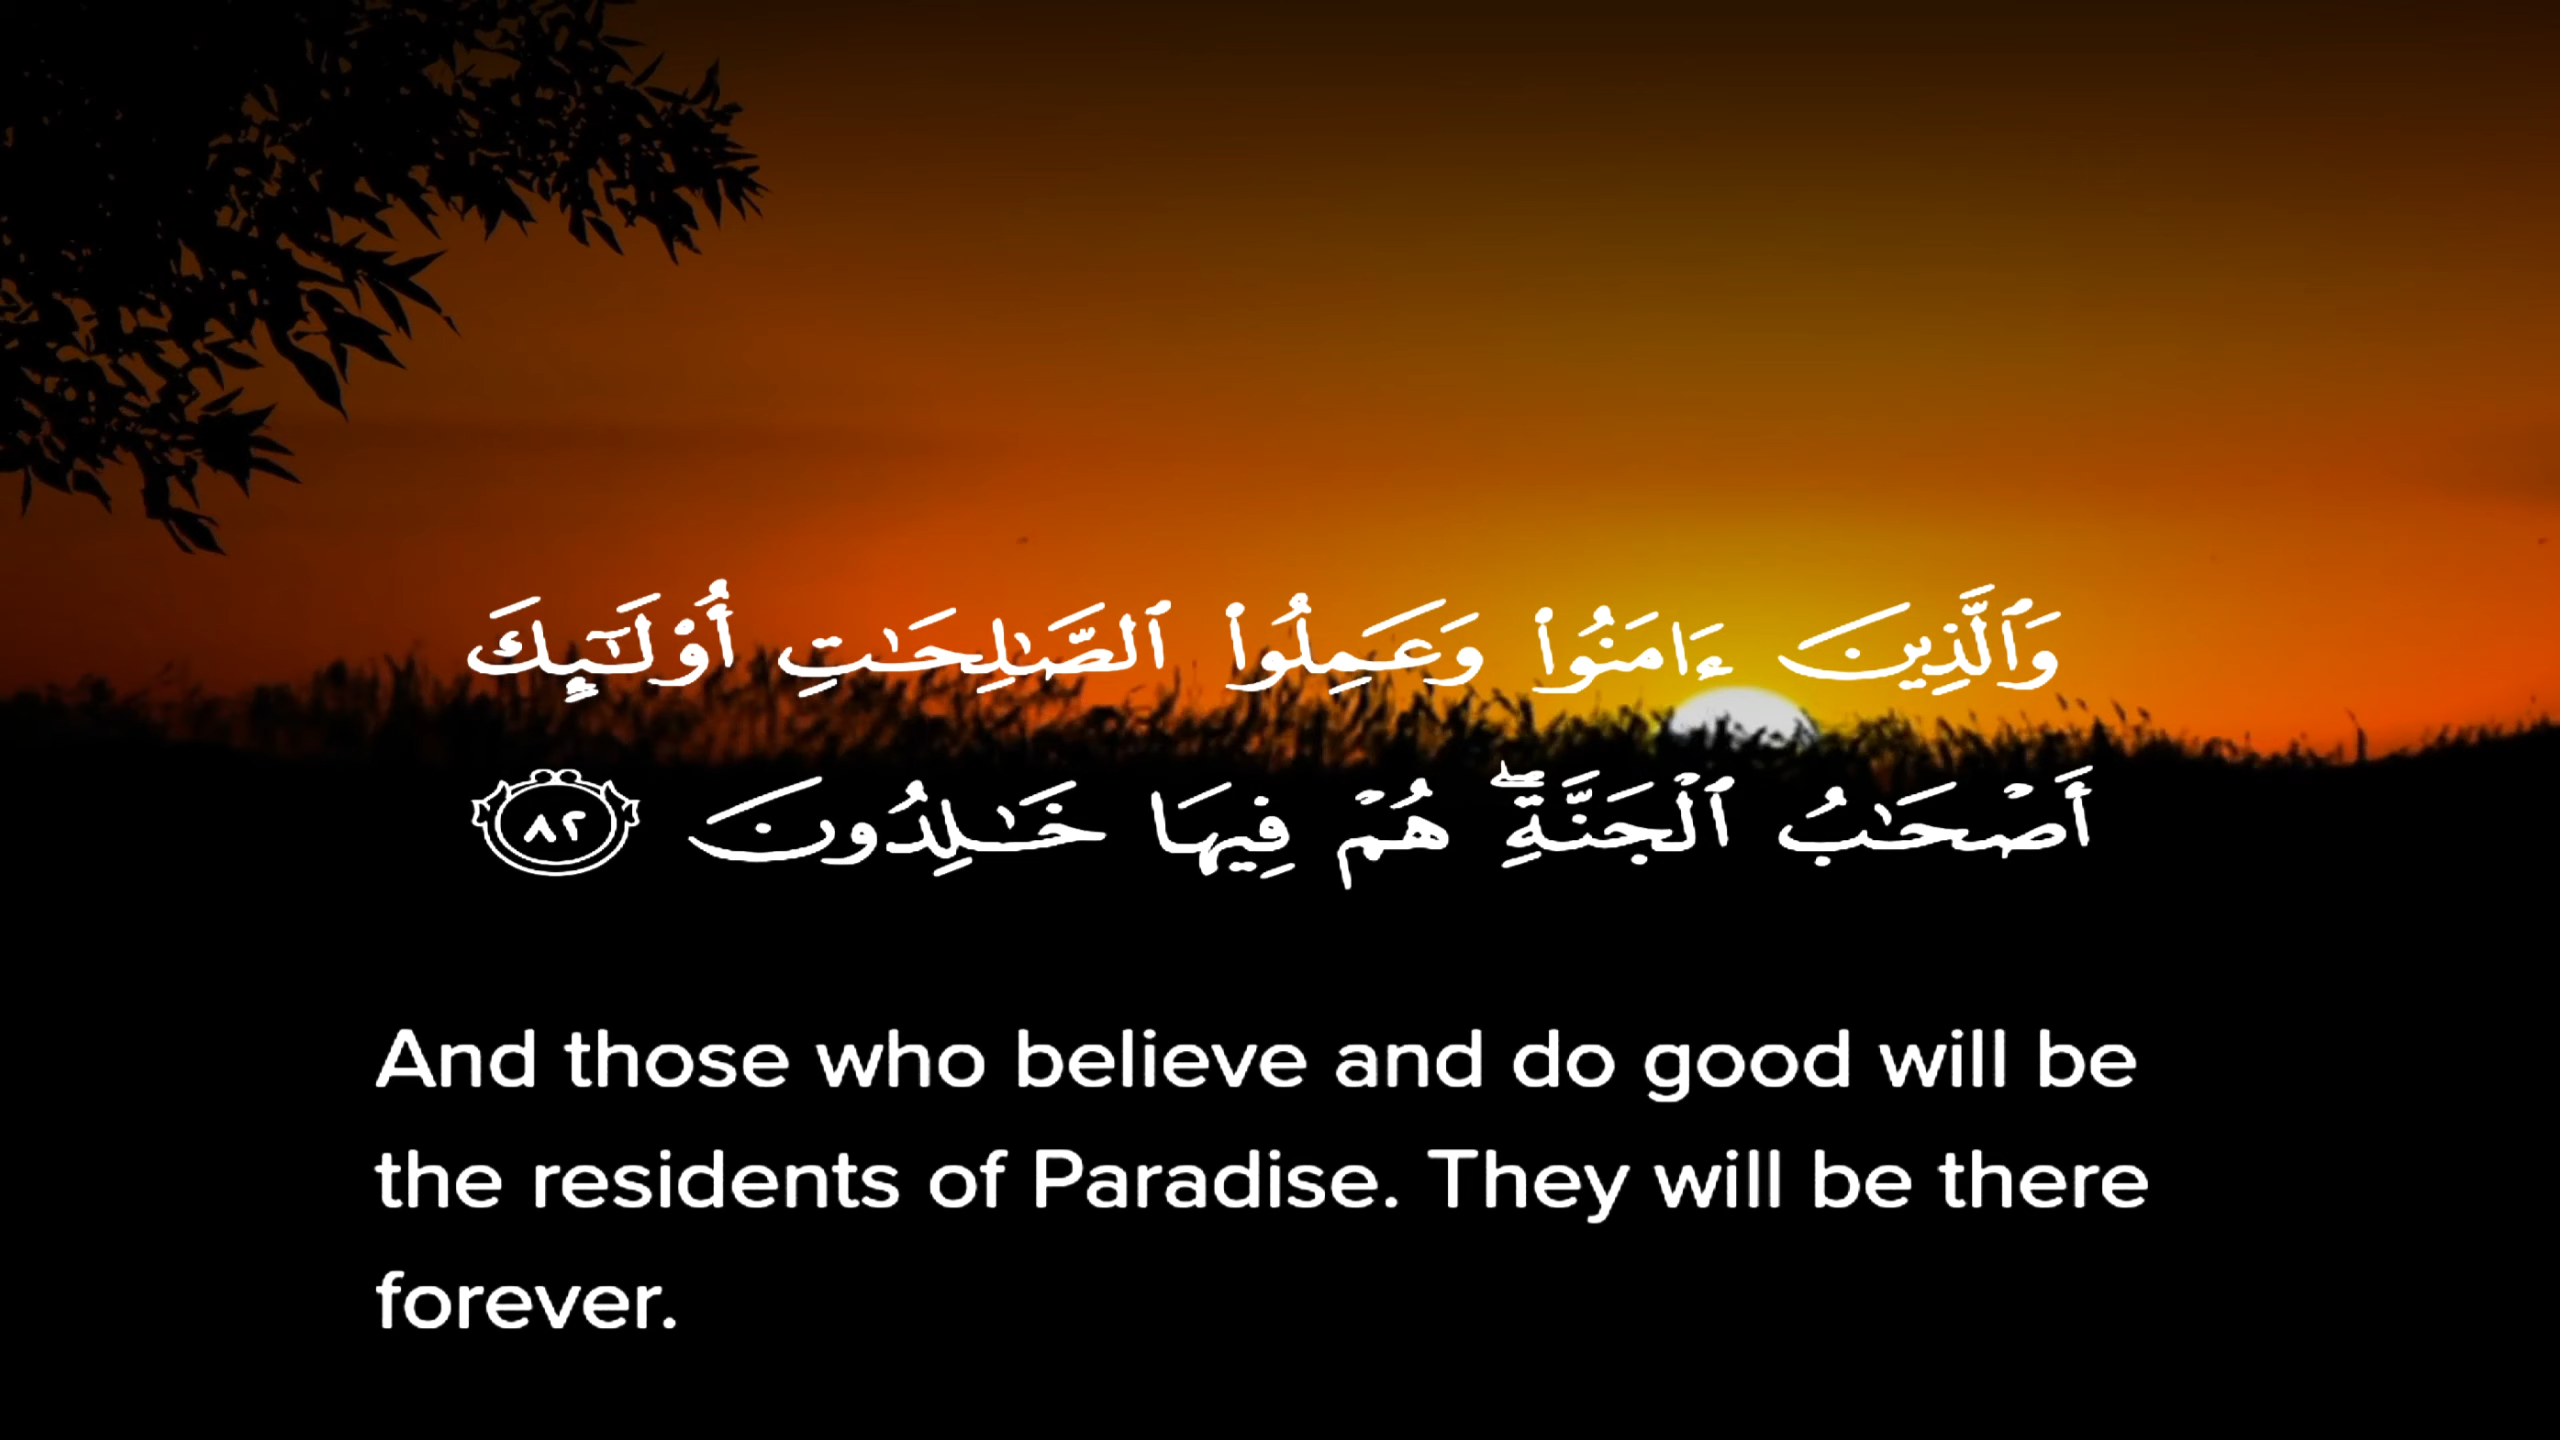 وَٱلَّذِينَ ءَامَنُوا۟ وَعَمِلُوا۟ ٱلصَّـٰلِحَـٰتِ أُو۟لَـٰٓئِكَ
أَصْحَـٰبُ ٱلْجَنَّةِ ۖ هُمْ فِيهَا خَـٰلِدُونَ ٨٢
And those who believe and do good will be
the residents of Paradise. They will be there
forever.